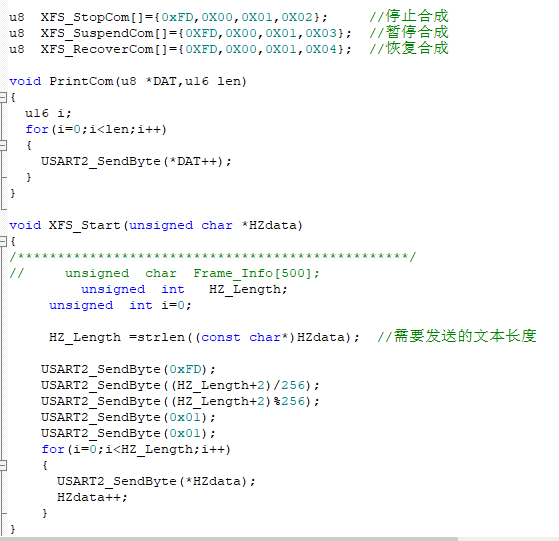 u8  XFS_StopCom[]={0xFD,0X00,0X01,0X02};     //停止合成
u8  XFS_SuspendCom[]={0XFD,0X00,0X01,0X03};  //暂停合成
u8  XFS_RecoverCom[]={0XFD,0X00,0X01,0X04};  //恢复合成
void PrintCom(u8 *DAT,u16 len)
{
  u16 i;
  for(i=0;i<len;i++)
  {
    USART2_SendByte(*DAT++);
  }
}
void XFS_Start(unsigned char *HZdata)
{
/*************************************************/
//     unsigned  char  Frame_Info[500];
         unsigned  int   HZ_Length;
     unsigned  int i=0;
     HZ_Length =strlen((const char*)HZdata);  //需要发送的文本长度
    USART2_SendByte(0xFD);
    USART2_SendByte((HZ_Length+2)/256);
    USART2_SendByte((HZ_Length+2)%256);
    USART2_SendByte(0x01);
    USART2_SendByte(0x01);
    for(i=0;i<HZ_Length;i++)
    {
      USART2_SendByte(*HZdata);
      HZdata++;
    }
}